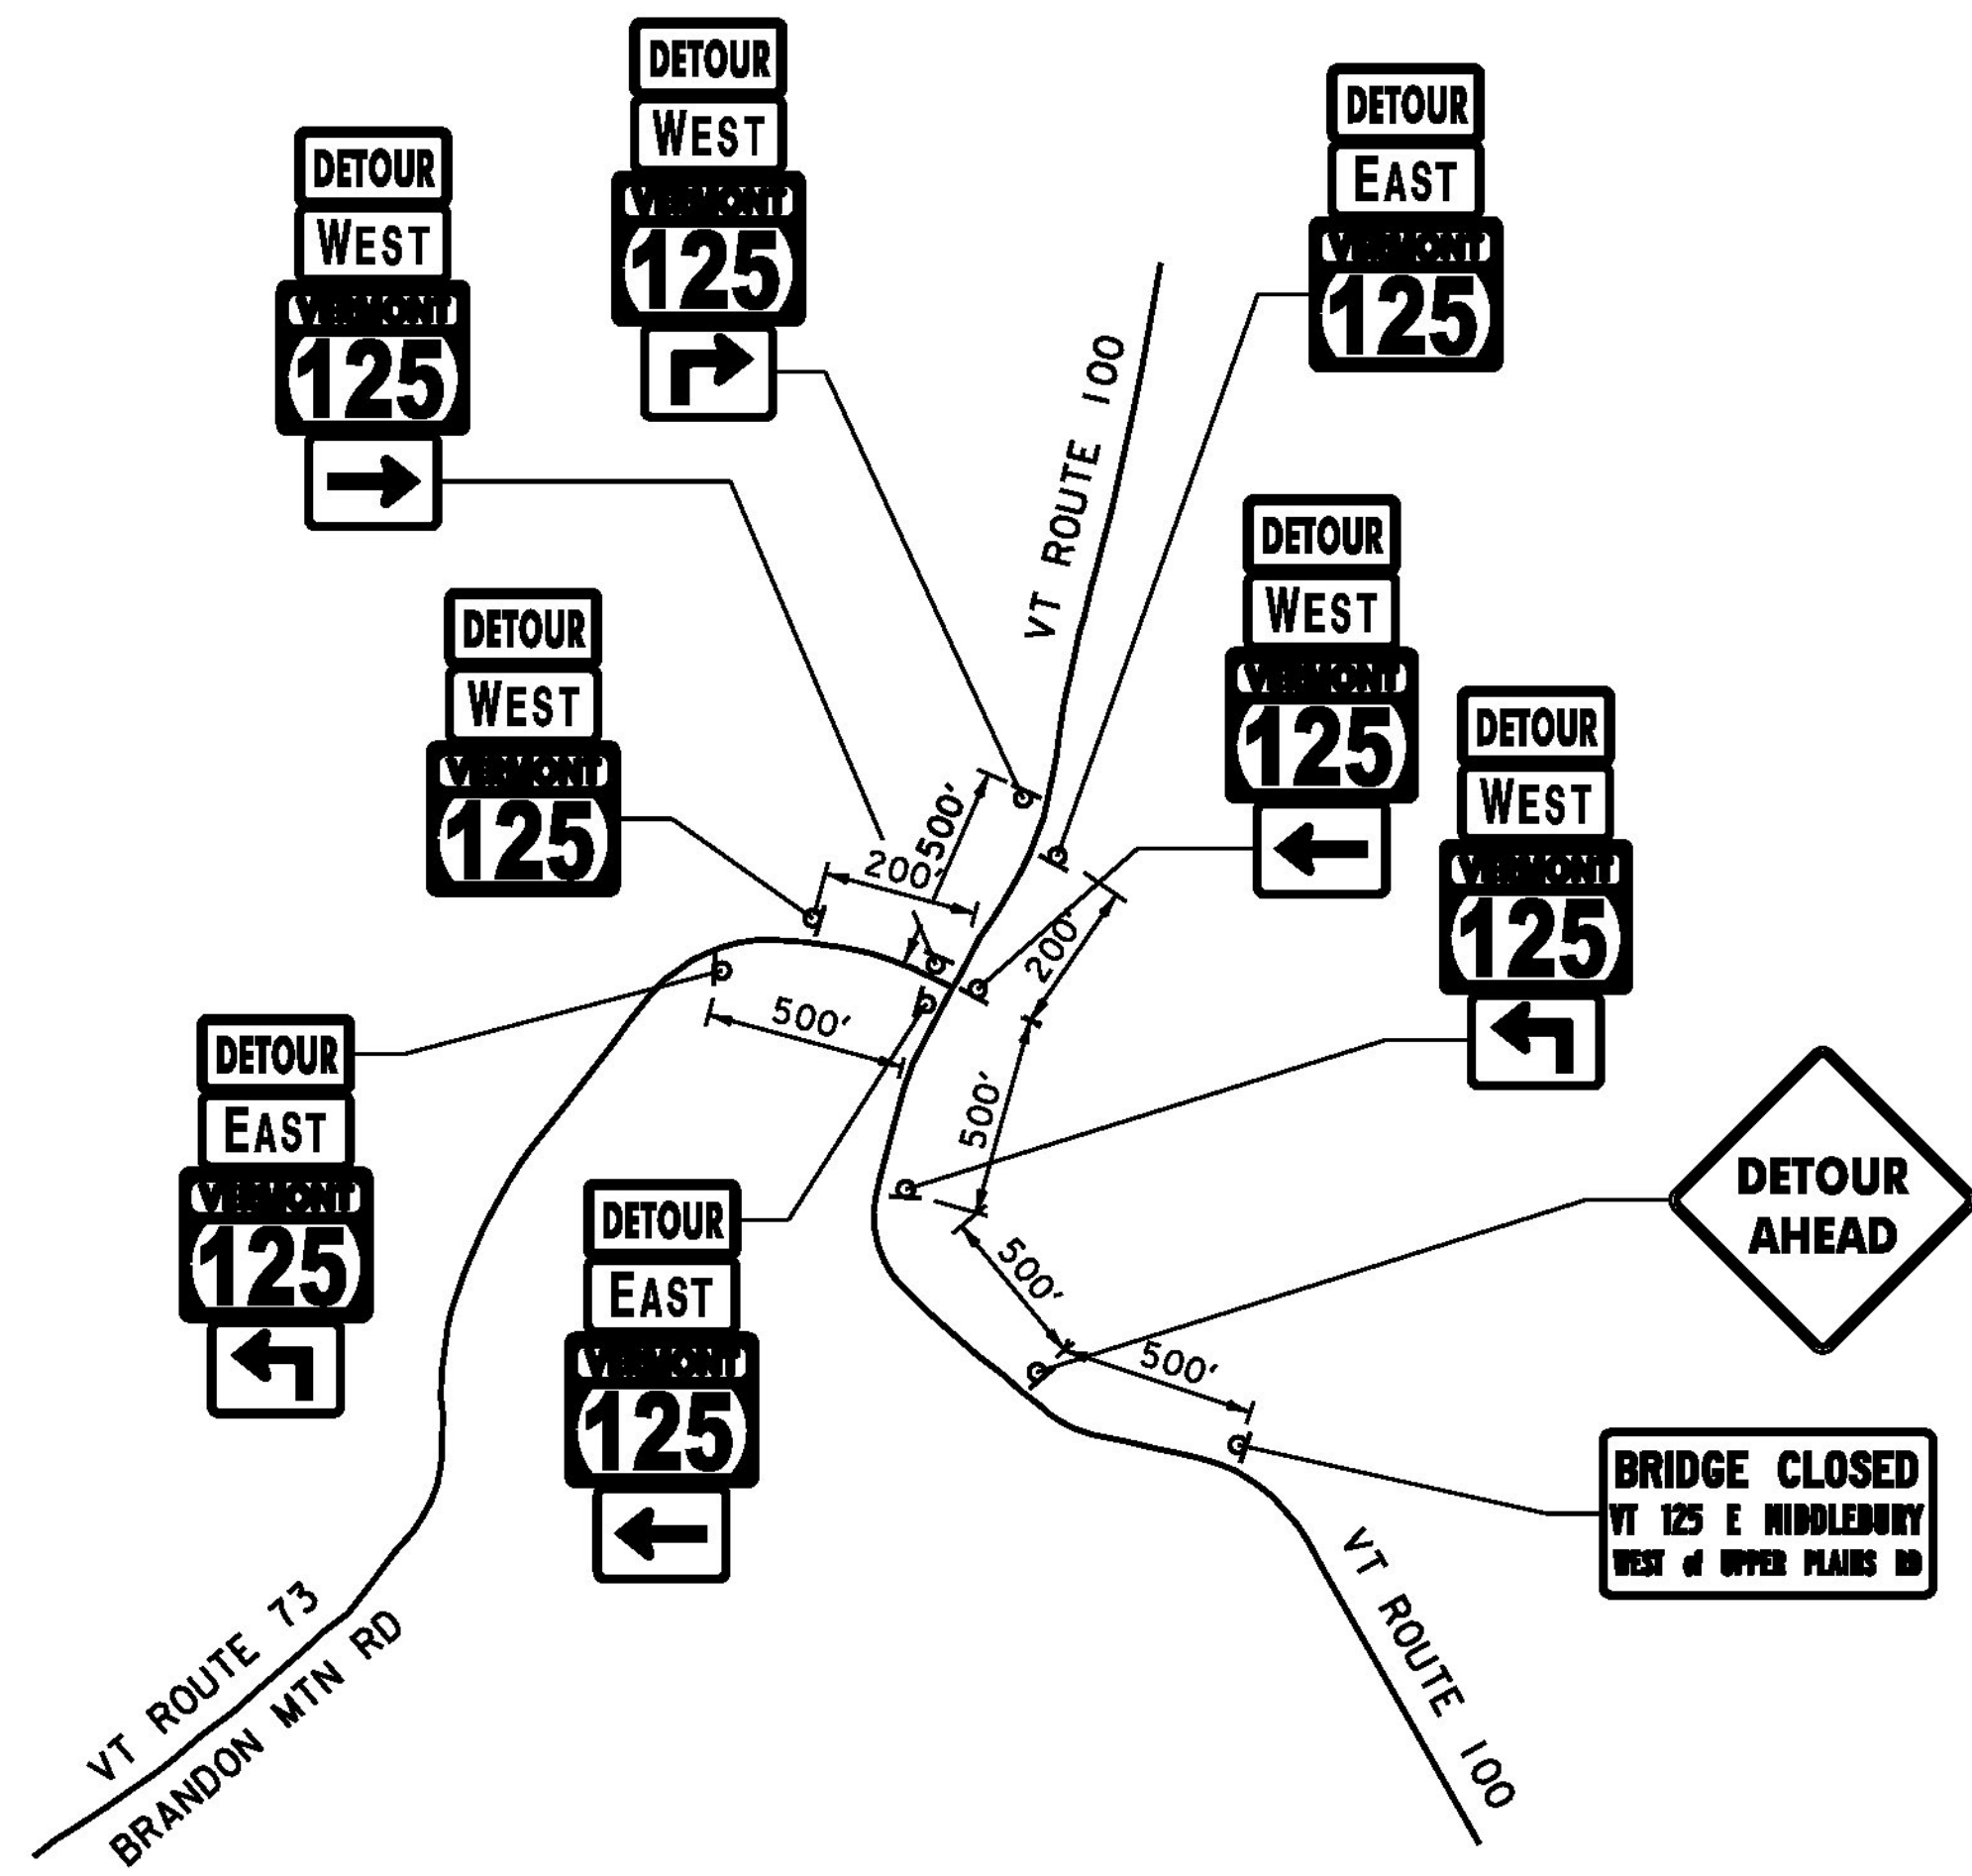 DETOUR
WEST
VERMONT
125
DETOUR
WEST
VERMONT
125
DETOUR
EAST
VERMONT
125
VT ROUTE 100
DETOUR
WEST
VERMONT
125
DETOUR
WEST
VERMONT
125
DETOUR
WEST
VERMONT
125
500'
200'
200'
500'
500'
500'
500'
DETOUR
EAST
VERMONT
125
DETOUR
EAST
VERMONT
125
DETOUR
AHEAD
BRIDGE CLOSED
VT 125 E MIDDLEBURY
WEST of UPPER PLAINS RD
VT ROUTE 73
BRANDON MTN RD
VT ROUTE 100